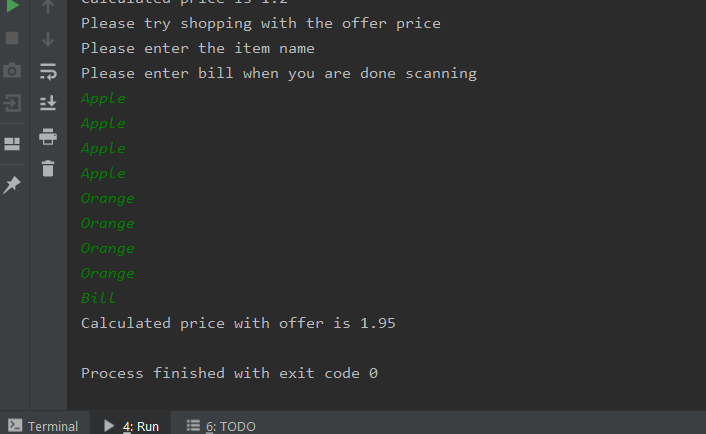 Calculated price is 1.2
Please try shopping with the offer price
Please enter the item name
Please enter bill when you are done scanning
Apple
Apple
Apple
Apple
Orange
Orange
Orange
Orange
Bill
Calculated price with offer is 1.95
Process finished with exit code 0
Terminal 4: Run 6: TODO